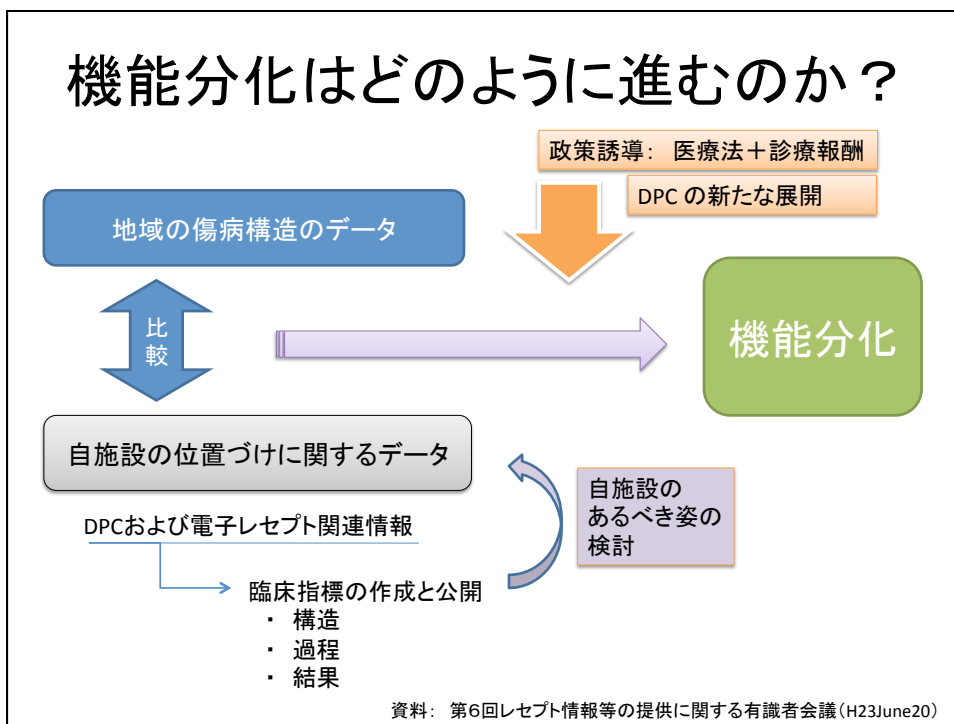 機能分化はどのように進むのか？
政策誘導： 医療法＋診療報酬
DPC の新たな展開
地域の傷病構造のデータ
比
較
機能分化
自施設の位置づけに関するデータ
自施設の
あるべき姿の
検討
DPCおよび電子レセプト関連情報
臨床指標の作成と公開
・ 構造
・ 過程
・ 結果
資料： 第６回レセプト情報等の提供に関する有識者会議（H23June20）